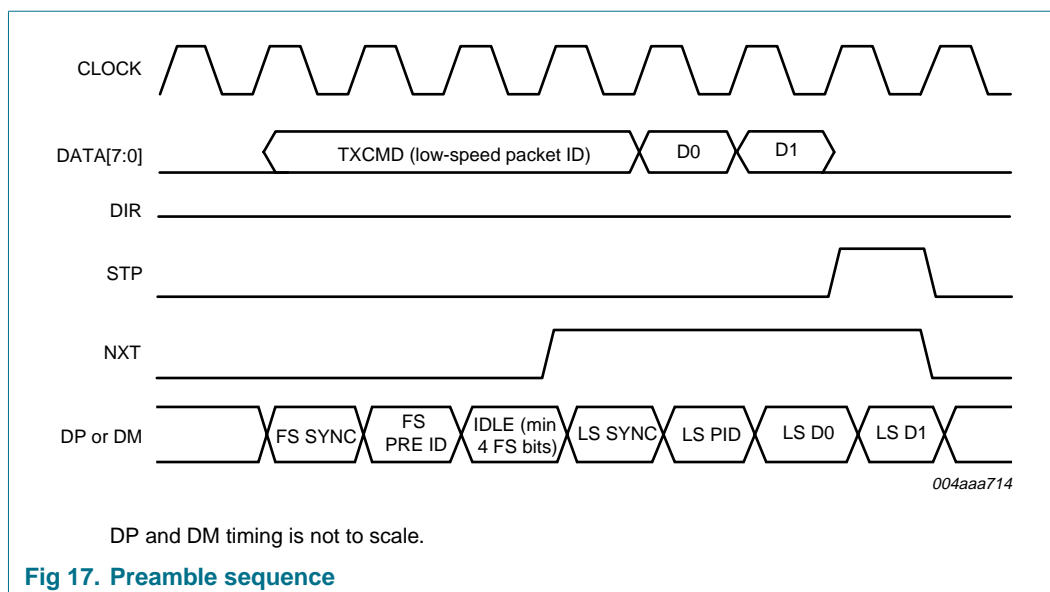 CLOCK
DATA[7:0]
TXCMD (low-speed packet ID)
D0
D1
DIR
STP
NXT
DP or DM
FS SYNC
FS
PRE ID
IDLE (min
4 FS bits)
LS SYNC
LS PID
LS D0
LS D1
004aaa714
DP and DM timing is not to scale.
Fig 17. Preamble sequence